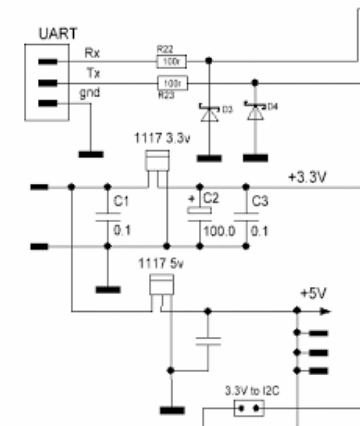 UART
Rx
R22
100r
Tx
100r
R23
gnd
D3
D4
1117 3.3v
+3.3V
C1
0.1
+
C2
100.0
C3
0.1
1117 5v
+5V
3.3V to I2C